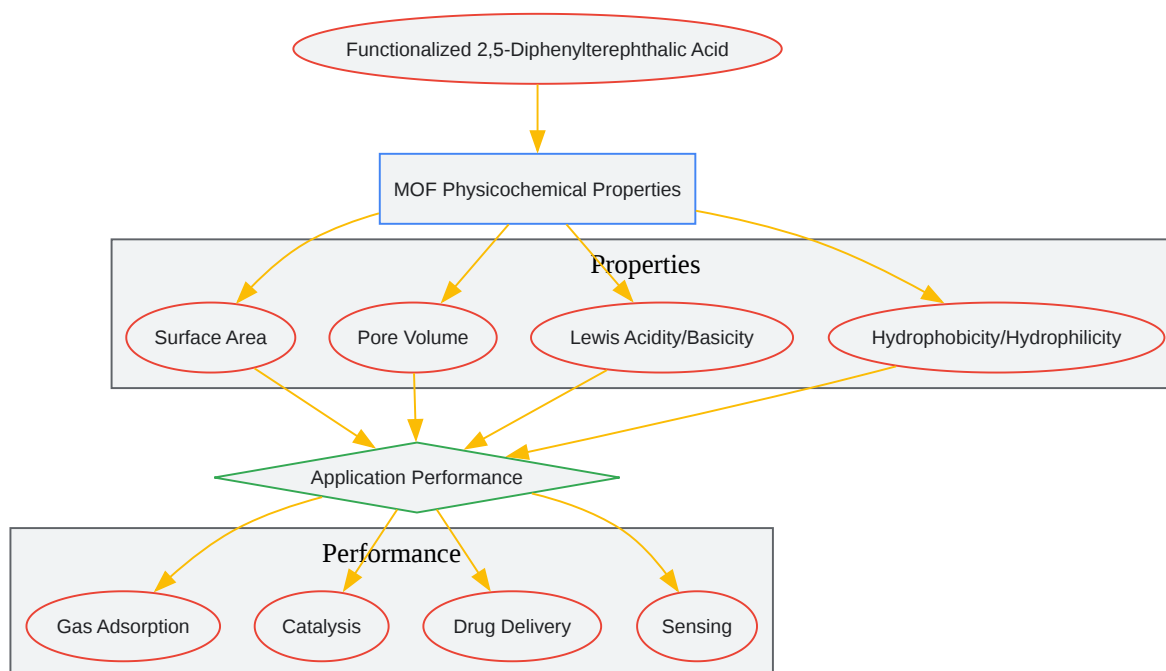 Functionalized 2,5-Diphenylterephthalic Acid
MOF Physicochemical Properties
Properties
Surface Area
Pore Volume
Lewis Acidity/Basicity
Hydrophobicity/Hydrophilicity
Application Performance
Performance
Gas Adsorption
Catalysis
Drug Delivery
Sensing